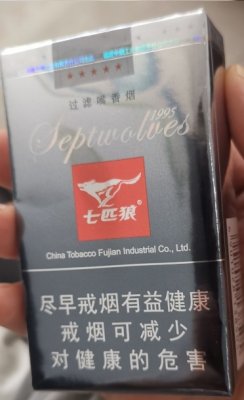 过滤嘴香烟
1995
Septwolves
七匹狼®
China Tobacco Fujian Industrial Co., Ltd.
尽早戒烟有益健康
戒烟可减少
对健康的危害